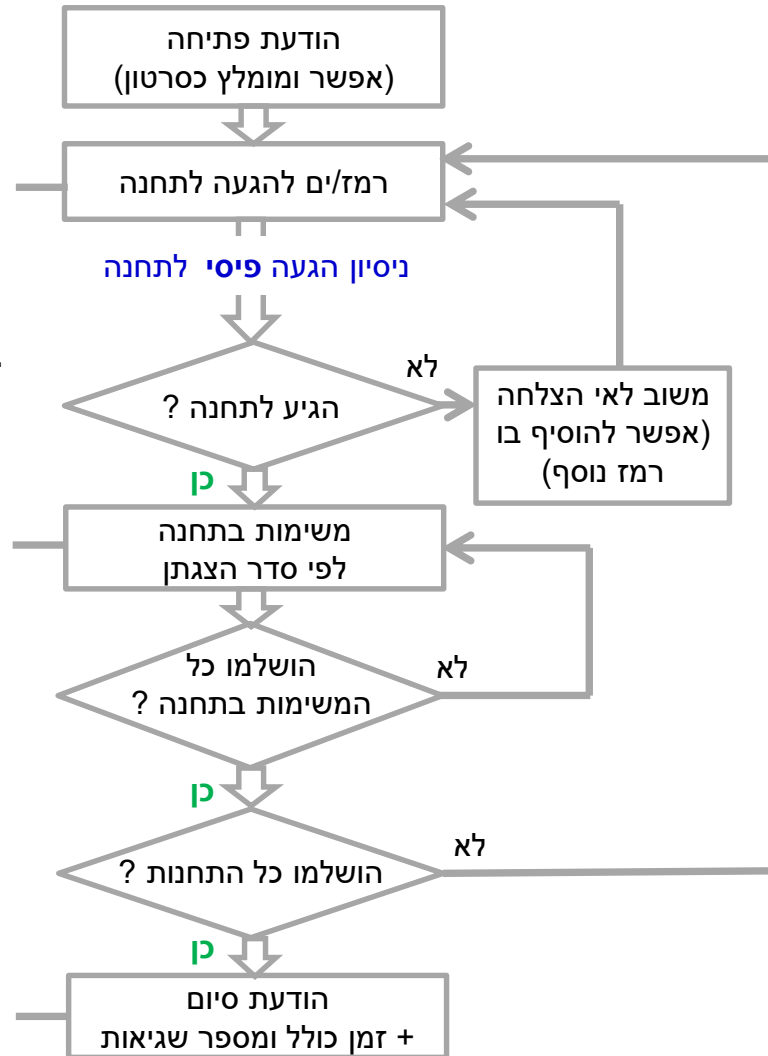 הודעת פתיחה
(אפשר ומומלץ כסרטון)
רמז/ים להגעה לתחנה
ניסיון הגעה פיסי לתחנה
הגיע לתחנה ?
לא
משוב לאי הצלחה
(אפשר להוסיף בו
רמז נוסף)
כן
משימות בתחנה
לפי סדר הצגתן
הושלמו כל
המשימות בתחנה ?
לא
כן
הושלמו כל התחנות ?
לא
כן
הודעת סיום
+ זמן כולל ומספר שגיאות